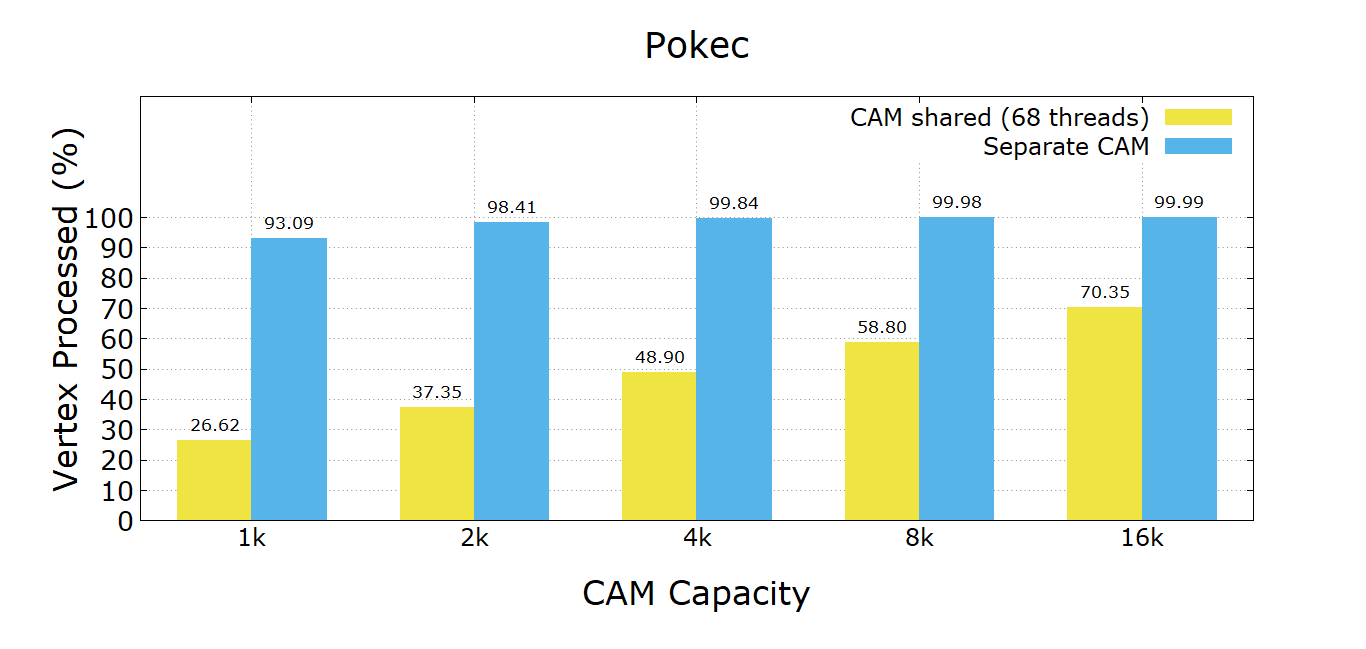 Pokec
CAM shared (68 threads)
Separate CAM
Vertex Processed (%)
100
90
80
70
60
50
40
30
20
10
0
26.62
93.09
37.35
98.41
48.90
99.84
58.80
99.98
70.35
99.99
1k
2k
4k
8k
16k
CAM Capacity